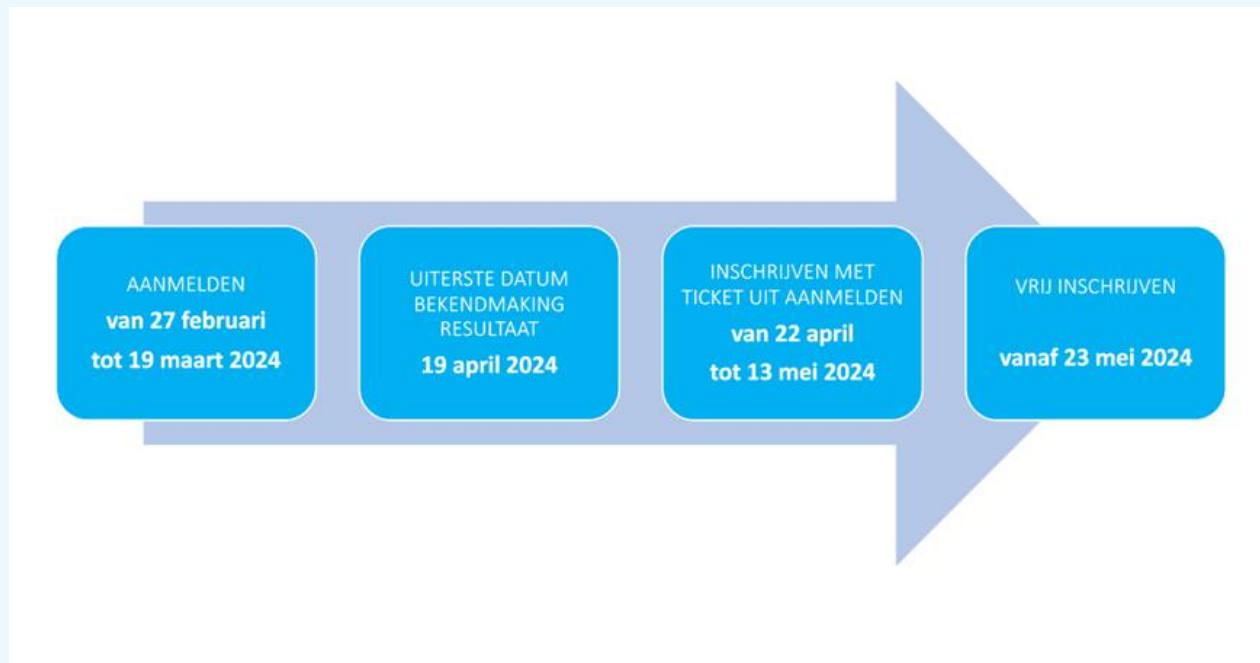 AANMELDEN
van 27 februari
tot 19 maart 2024
UITERSTE DATUM
BEKENDMAKING
RESULTAAT
19 april 2024
INSCHRIJVEN MET
TICKET UIT AANMELDEN
van 22 april
tot 13 mei 2024
VRIJ INSCHRIJVEN
vanaf 23 mei 2024